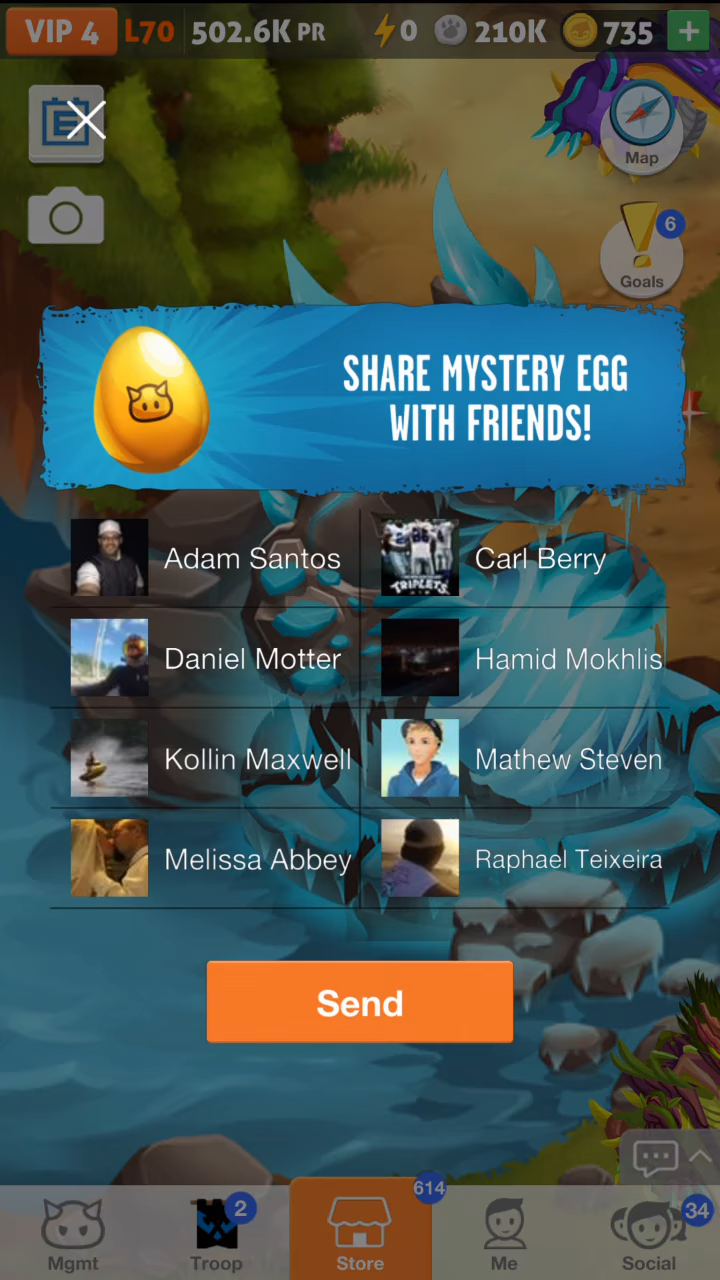 VIP 4 L70 502.6K PR 0 210K 735 +
Map
6
Goals
SHARE MYSTERY EGG
WITH FRIENDS!
Adam Santos
Carl Berry
TRIPLETS
Daniel Motter
Hamid Mokhlis
Kollin Maxwell
Mathew Steven
Melissa Abbey
Raphael Teixeira
Send
2
614
34
Mgmt
Troop
Store
Me
Social